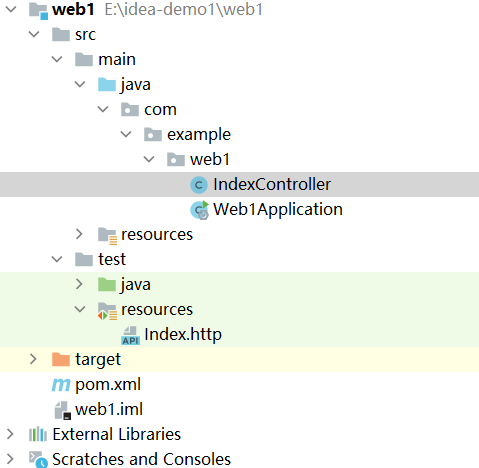 web1 E:\idea-demo1\web1
src
main
java
com
example
web1
IndexController
Web1Application
resources
test
java
resources
Index.http
target
pom.xml
web1.iml
External Libraries
Scratches and Consoles